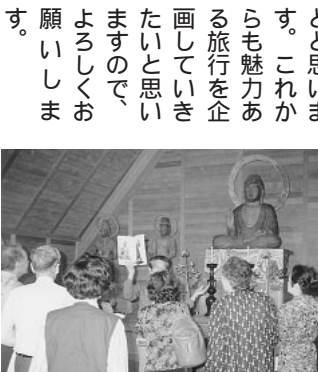 と思いま
す。これか
らも魅力あ
る旅行を企
画していき
たいと思い
ますので、
よろしくお
願いしま
す。